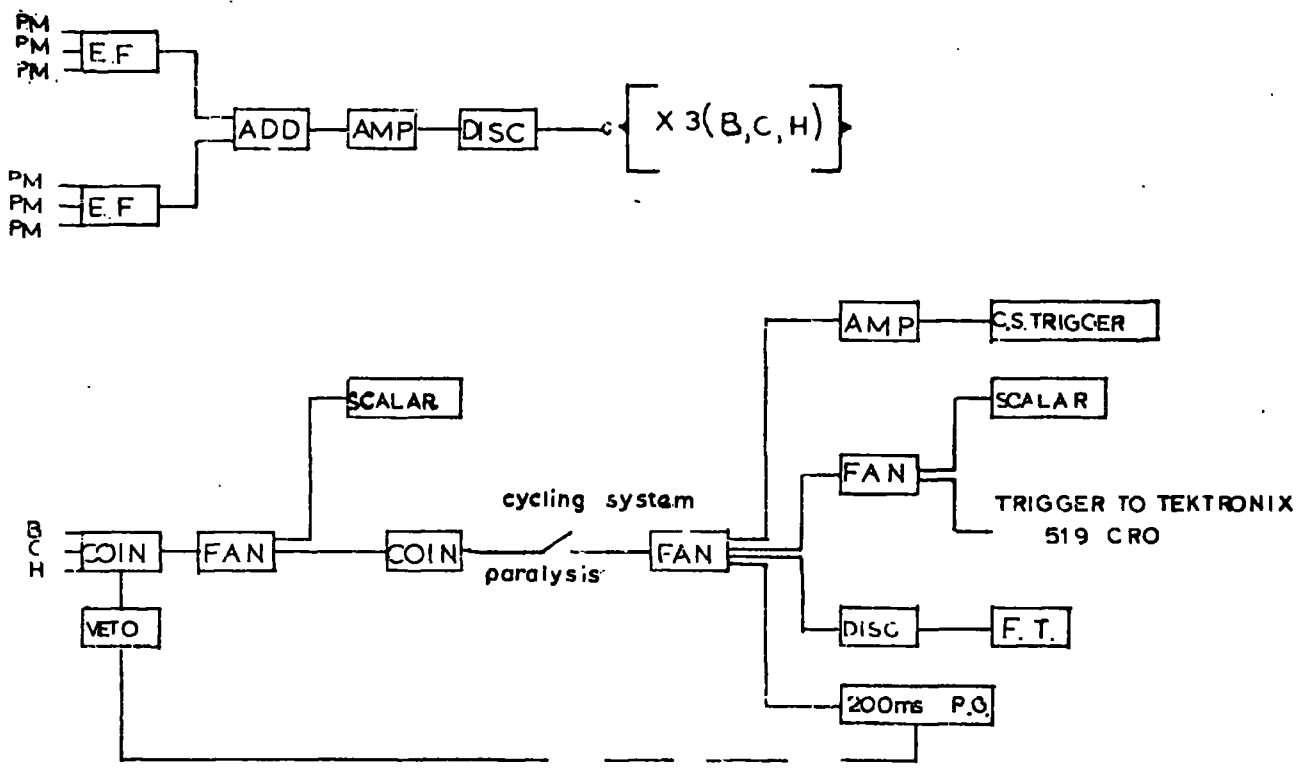 PM
PM
PM
E.F
ADD
AMP
DISC
X 3(B,C,H)
PM
PM
PM
E.F
AMP
C.S.TRIGGER
SCALAR
SCALAR
FAN
TRIGGER TO TEKTRONIX
519 CRO
cycling system
paralysis
B
C
H
COIN
FAN
COIN
FAN
VETO
DISC
F.T.
200ms P.G.